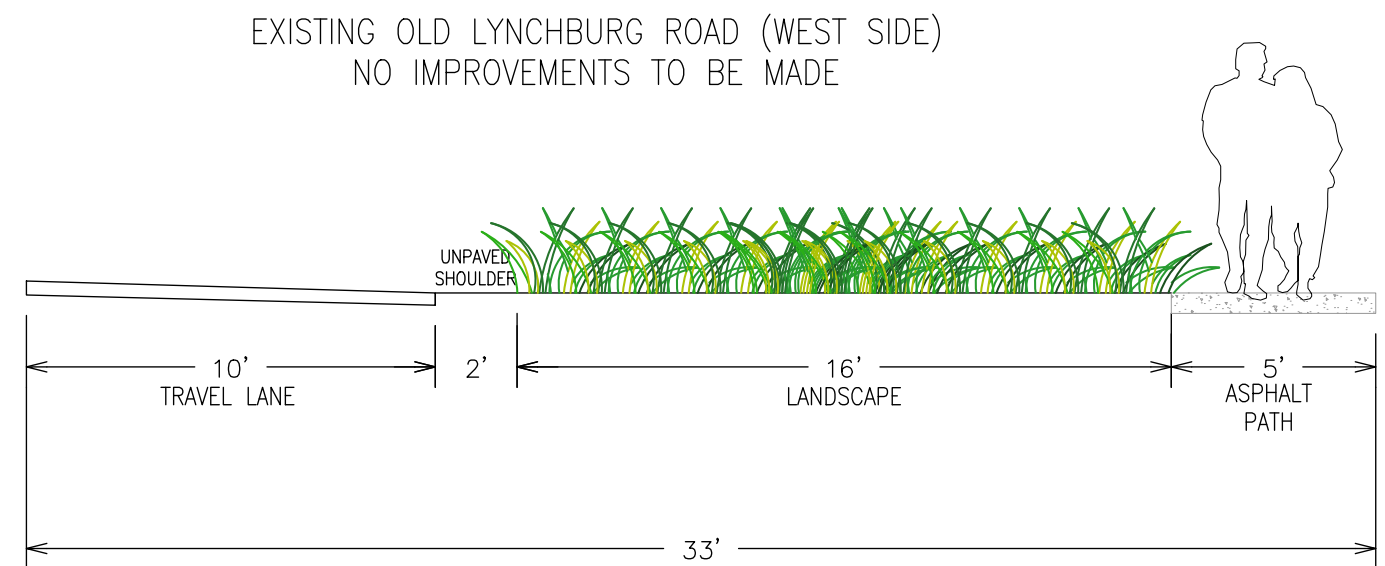 EXISTING OLD LYNCHBURG ROAD (WEST SIDE)
NO IMPROVEMENTS TO BE MADE
UNPAVED
SHOULDER
10'
TRAVEL LANE
2'
16'
LANDSCAPE
5'
ASPHALT
PATH
33'